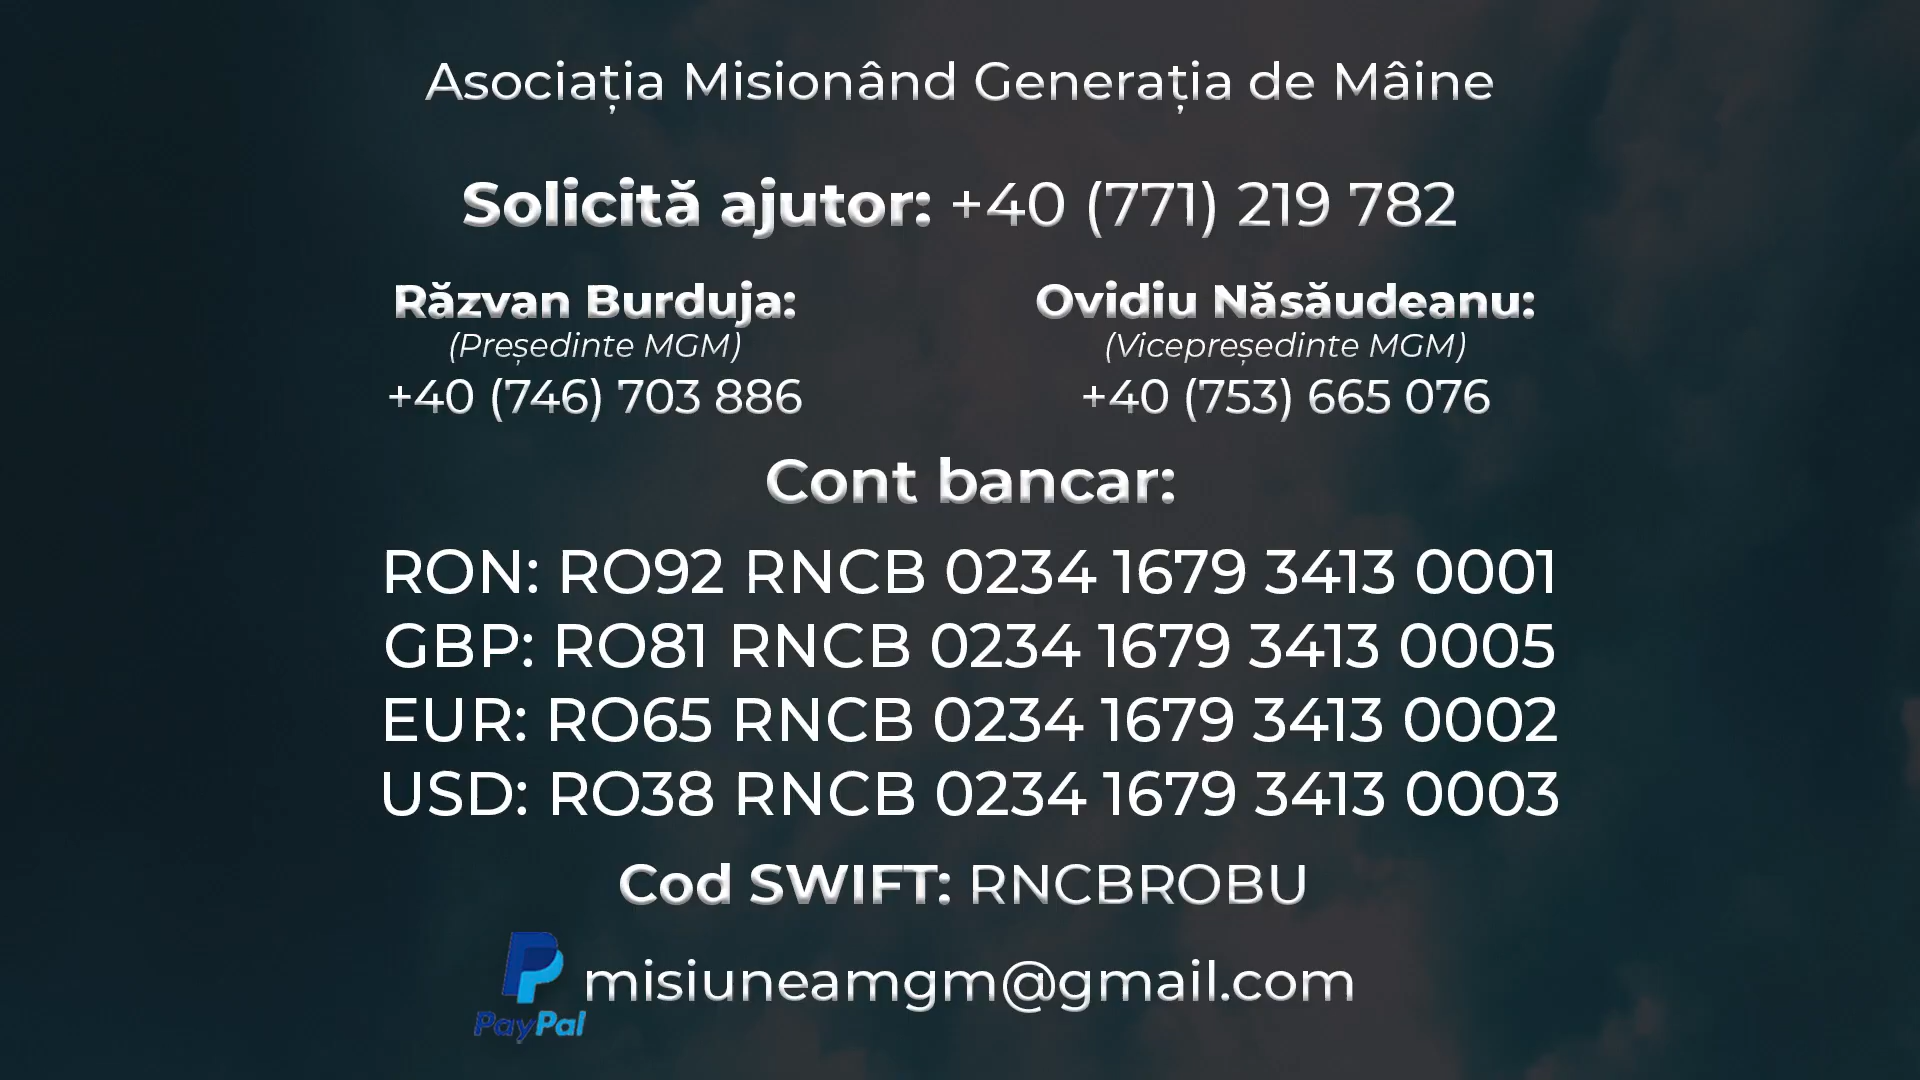 Asociația Misionând Generația de Mâine
Solicită ajutor: +40 (771) 219 782
Răzvan Burduja:
(Președinte MGM)
+40 (746) 703 886
Ovidiu Năsăudeanu:
(Vicepreședinte MGM)
+40 (753) 665 076
Cont bancar:
RON: RO92 RNCB 0234 1679 3413 0001
GBP: RO81 RNCB 0234 1679 3413 0005
EUR: RO65 RNCB 0234 1679 3413 0002
USD: RO38 RNCB 0234 1679 3413 0003
Cod SWIFT: RNCBROBU
misiuneamgm@gmail.com
PayPal